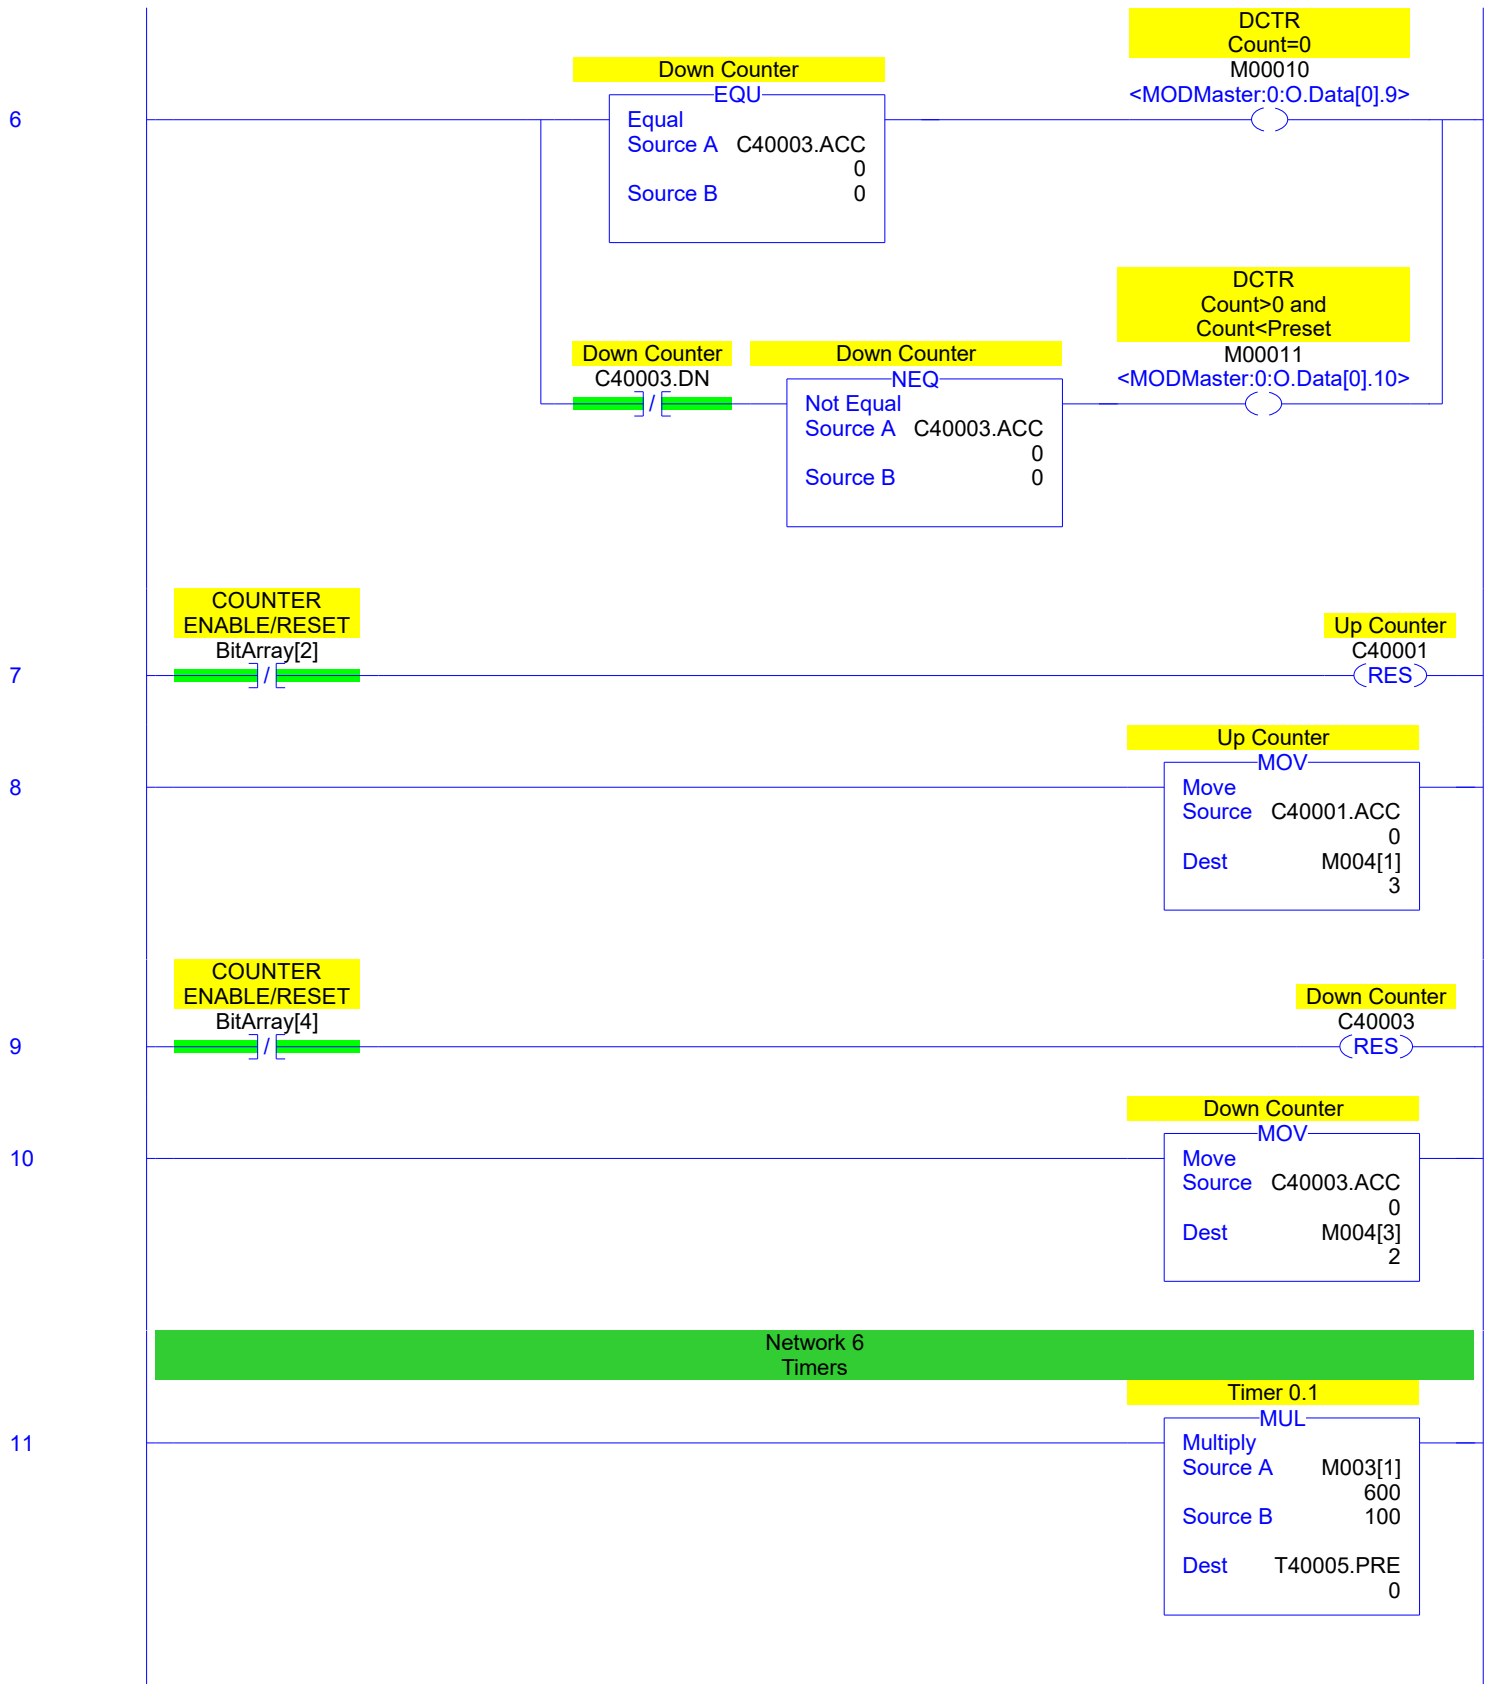 6
Down Counter
EQU
Equal
Source A C40003.ACC
0
Source B 0
DCTR
Count=0
M00010
<MODMaster:0:O.Data[0].9>
Down Counter
C40003.DN
/
Down Counter
NEQ
Not Equal
Source A C40003.ACC
0
Source B 0
DCTR
Count>0 and
Count<Preset
M00011
<MODMaster:0:O.Data[0].10>
7
COUNTER
ENABLE/RESET
BitArray[2]
/
Up Counter
C40001
RES
8
Up Counter
MOV
Move
Source C40001.ACC
0
Dest M004[1]
3
9
COUNTER
ENABLE/RESET
BitArray[4]
/
Down Counter
C40003
RES
10
Down Counter
MOV
Move
Source C40003.ACC
0
Dest M004[3]
2
Network 6
Timers
11
Timer 0.1
MUL
Multiply
Source A M003[1]
600
Source B 100
Dest T40005.PRE
0